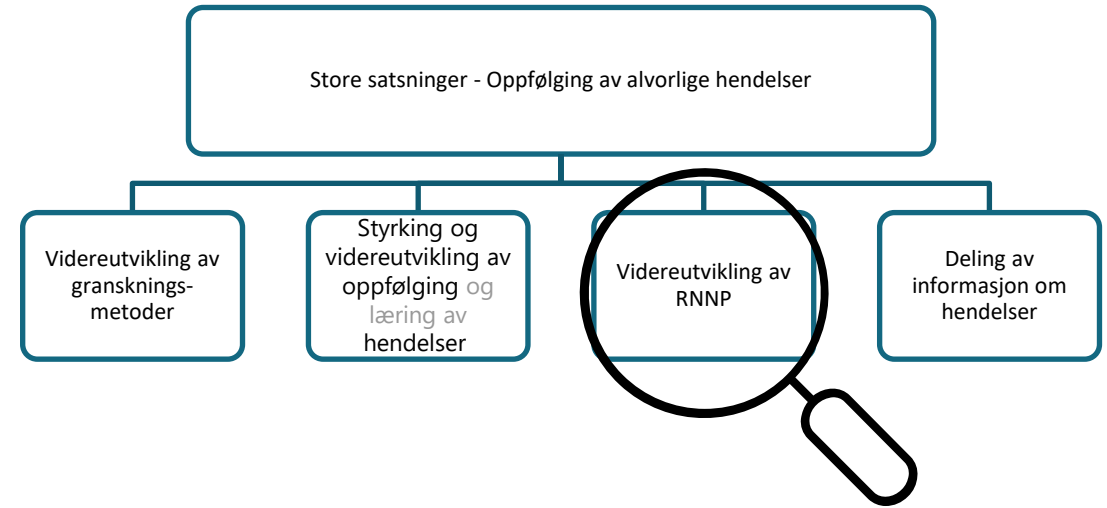 Store satsninger - Oppfølging av alvorlige hendelser
Videreutvikling av
gransknings-
metoder
Styrking og
videreutvikling av
oppfølging og
læring av
hendelser
Videreutvikling av
RNNP
Deling av
informasjon om
hendelser